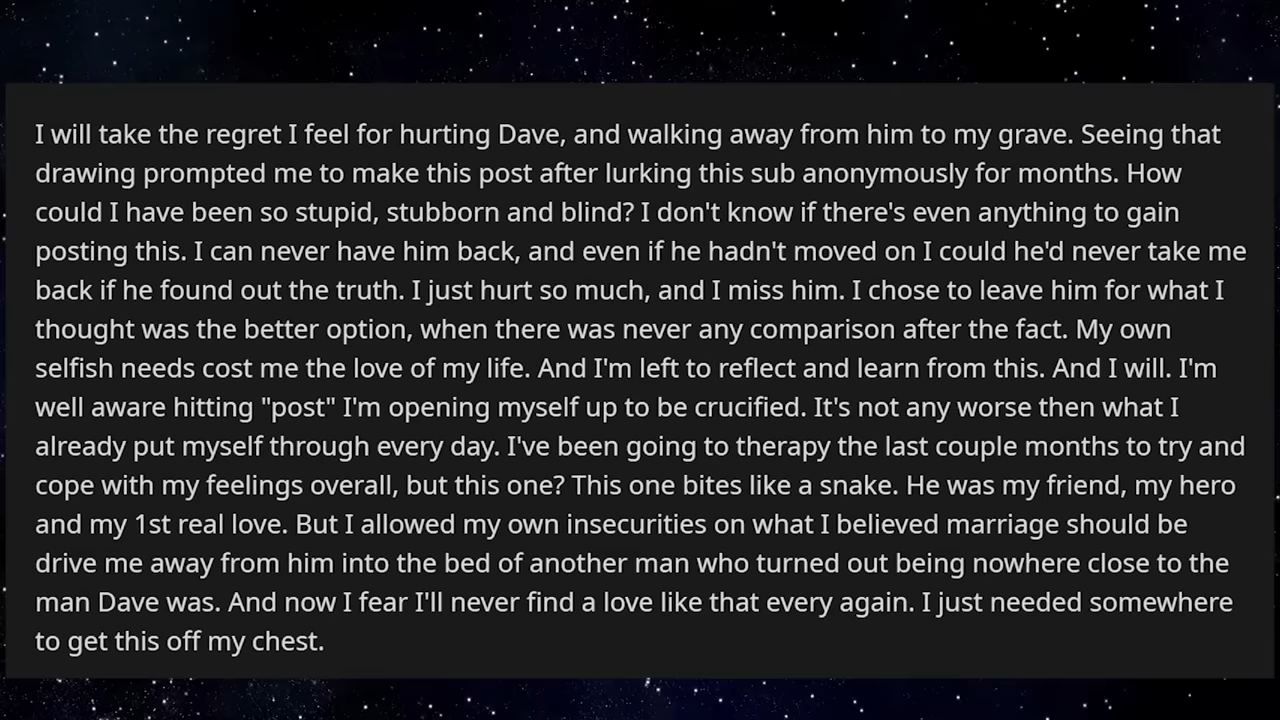 I will take the regret I feel for hurting Dave, and walking away from him to my grave. Seeing that
drawing prompted me to make this post after lurking this sub anonymously for months. How
could I have been so stupid, stubborn and blind? I don't know if there's even anything to gain
posting this. I can never have him back, and even if he hadn't moved on I could he'd never take me
back if he found out the truth. I just hurt so much, and I miss him. I chose to leave him for what I
thought was the better option, when there was never any comparison after the fact. My own
selfish needs cost me the love of my life. And I'm left to reflect and learn from this. And I will. I'm
well aware hitting "post" I'm opening myself up to be crucified. It's not any worse then what I
already put myself through every day. I've been going to therapy the last couple months to try and
cope with my feelings overall, but this one? This one bites like a snake. He was my friend, my hero
and my 1st real love. But I allowed my own insecurities on what I believed marriage should be
drive me away from him into the bed of another man who turned out being nowhere close to the
man Dave was. And now I fear I'll never find a love like that every again. I just needed somewhere
to get this off my chest.